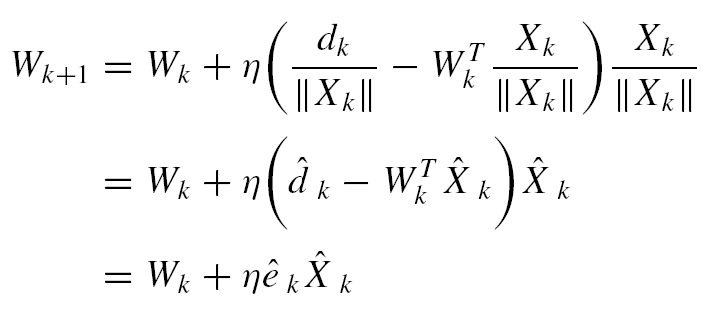 W_{k+1} = W_k + η( d_k / ‖X_k‖ − W_k^T X_k / ‖X_k‖ ) X_k / ‖X_k‖
= W_k + η( d̂_k − W_k^T X̂_k ) X̂_k
= W_k + η ê_k X̂_k